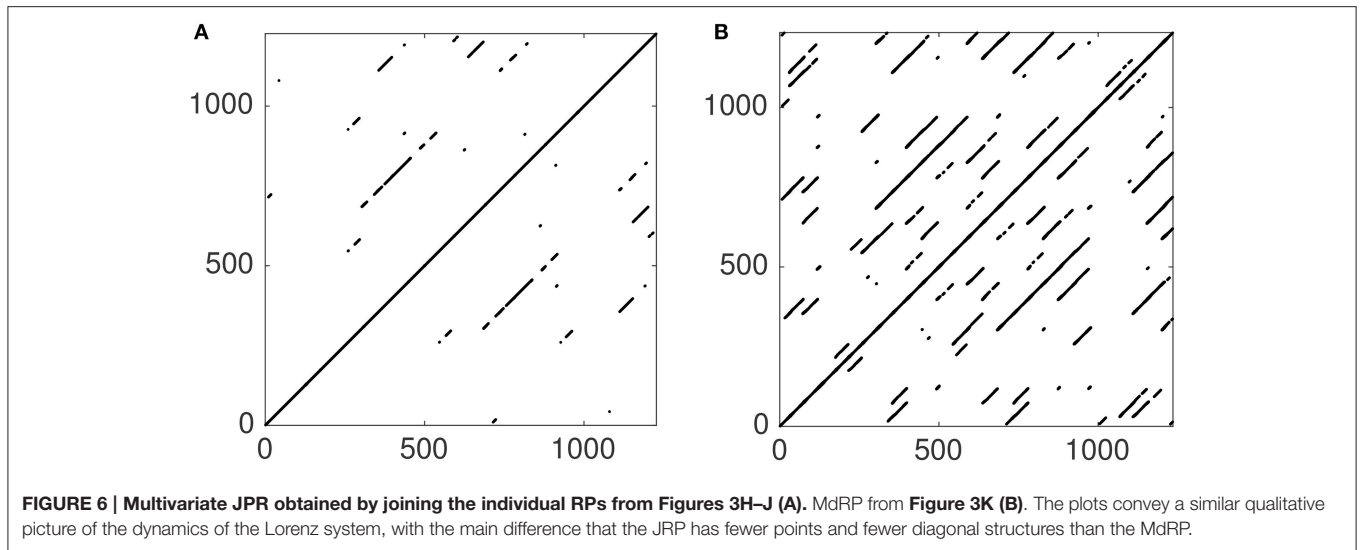 A
B
1000
500
0
0 500 1000
1000
500
0
0 500 1000
FIGURE 6 | Multivariate JPR obtained by joining the individual RPs from Figures 3H–J (A). MdRP from Figure 3K (B). The plots convey a similar qualitative
picture of the dynamics of the Lorenz system, with the main difference that the JRP has fewer points and fewer diagonal structures than the MdRP.